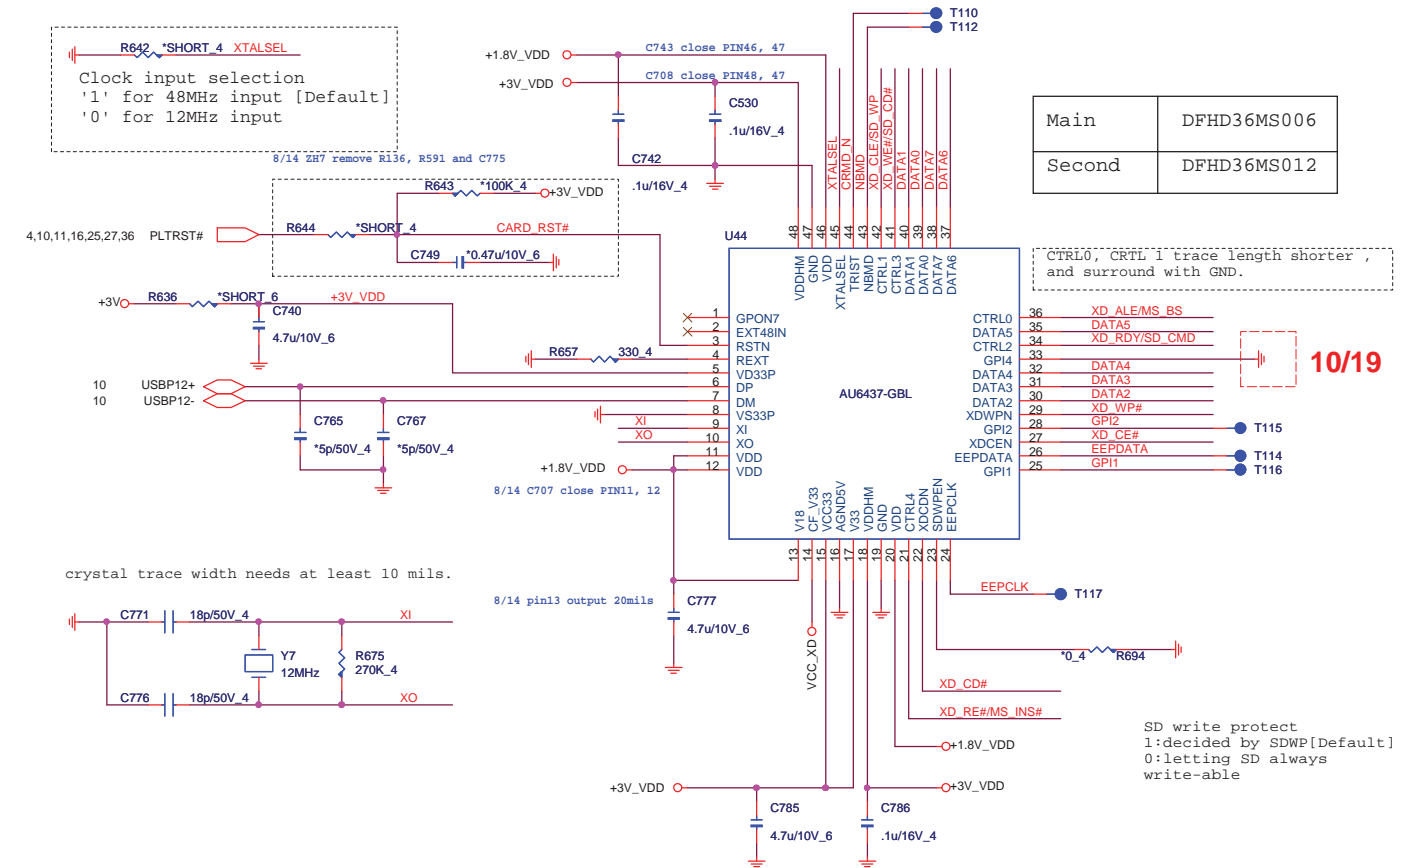 T110
T112
R642 *SHORT_4 XTALSEL
Clock input selection
'1' for 48MHz input [Default]
'0' for 12MHz input
+1.8V_VDD
C743 close PIN46, 47
+3V_VDD
C708 close PIN48, 47
C530
.1u/16V_4
C742
.1u/16V_4
Main DFHD36MS006
Second DFHD36MS012
8/14 ZH7 remove R136, R591 and C775
R643 *100K_4 +3V_VDD
4,10,11,16,25,27,36 PLTRST#
R644 *SHORT_4 CARD_RST#
C749 *0.47u/10V_6
XTALSEL
CRMD_N
NBMD
XD_CLE/SD_WP
XD_WE#/SD_CD#
DATA1
DATA0
DATA7
DATA6
48 47 46 45 44 43 42 41 40 39 38 37
U44
VDDHM
GND
VDD
XTALSEL
TRIST
NBMD
CTRL1
CTRL3
DATA1
DATA0
DATA7
DATA6
CTRL0, CRTL 1 trace length shorter ,
and surround with GND.
+3V R636 *SHORT_6 +3V_VDD
C740
4.7u/10V_6
R657 330_4
10 USBP12+
10 USBP12-
C765
*5p/50V_4
C767
*5p/50V_4
XI
XO
+1.8V_VDD
8/14 C707 close PIN11, 12
1 GPON7
2 EXT48IN
3 RSTN
4 REXT
5 VD33P
6 DP
7 DM
8 VS33P
9 XI
10 XO
11 VDD
12 VDD
AU6437-GBL
CTRL0 36 XD_ALE/MS_BS
DATA5 35 DATA5
CTRL2 34 XD_RDY/SD_CMD
GPI4 33
DATA4 32 DATA4
DATA3 31 DATA3
DATA2 30 DATA2
XDWPN 29 XD_WP#
GPI2 28 GPI2 T115
XDCEN 27 XD_CE#
EEPDATA 26 EEPDATA T114
GPI1 25 GPI1 T116
10/19
V18
CF_V33
VCC33
AGND5V
V33
VDDHM
GND
VDD
CTRL4
XDCDN
SDWPEN
EEPCLK
13 14 15 16 17 18 19 20 21 22 23 24
crystal trace width needs at least 10 mils.
C771 18p/50V_4 XI
Y7
12MHz
R675
270K_4
C776 18p/50V_4 XO
8/14 pin13 output 20mils
C777
4.7u/10V_6
VCC_XD
EEPCLK T117
*0_4 R694
XD_CD#
XD_RE#/MS_INS#
+1.8V_VDD
+3V_VDD
+3V_VDD
C785
4.7u/10V_6
C786
.1u/16V_4
SD write protect
1:decided by SDWP[Default]
0:letting SD always
write-able